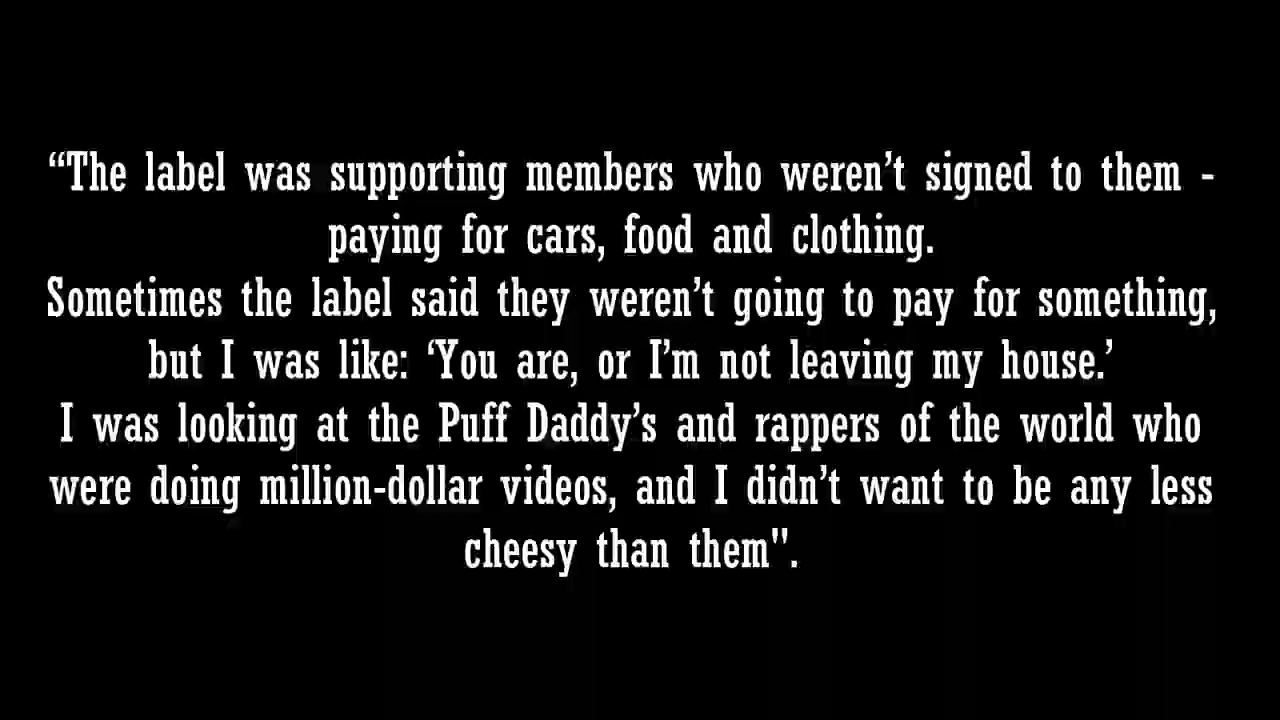 “The label was supporting members who weren’t signed to them -
paying for cars, food and clothing.
Sometimes the label said they weren’t going to pay for something,
but I was like: ‘You are, or I’m not leaving my house.’
I was looking at the Puff Daddy’s and rappers of the world who
were doing million-dollar videos, and I didn’t want to be any less
cheesy than them".